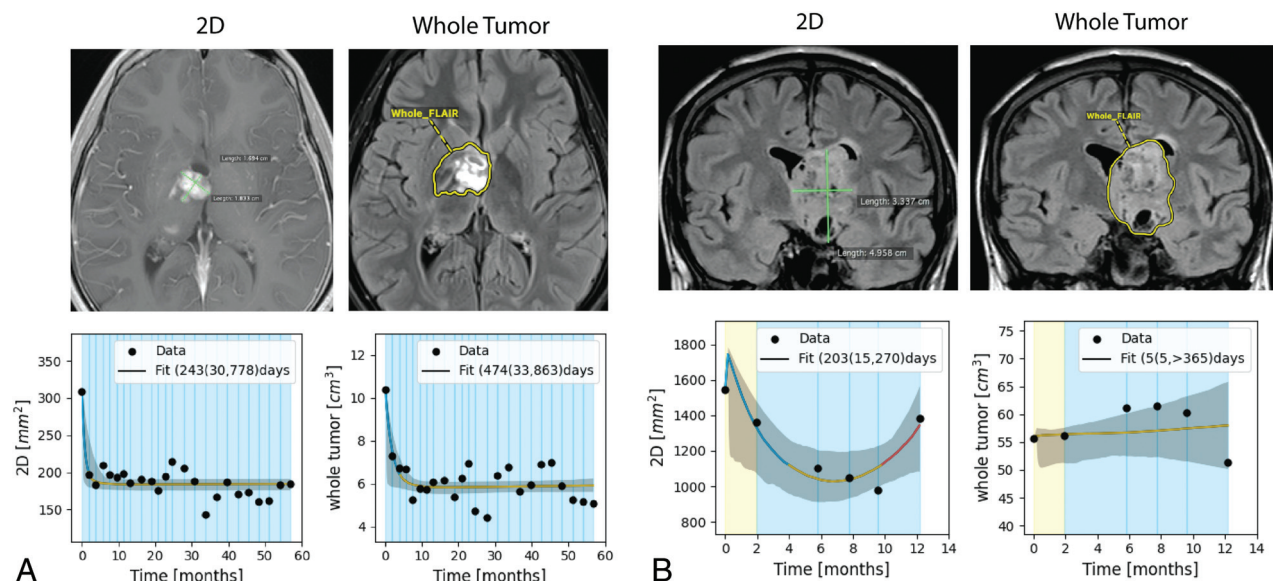 2D
Whole Tumor
2D
Whole Tumor
Whole_FLAIR
Length: 1.694 cm
Length: 1.833 cm
Whole_FLAIR
Length: 3.337 cm
Length: 4.958 cm
350
300
250
200
150
2D [mm²]
Data
Fit (243(30,778)days
0 10 20 30 40 50 60
Time [months]
12
10
8
6
4
whole tumor [cm³]
Data
Fit (474(33,863)days
0 10 20 30 40 50 60
Time [months]
1800
1600
1400
1200
1000
800
2D [mm²]
Data
Fit (203(15,270)days
0 2 4 6 8 10 12 14
Time [months]
75
70
65
60
55
50
45
40
whole tumor [cm³]
Data
Fit (5(5,>365)days
0 2 4 6 8 10 12 14
Time [months]
A
B